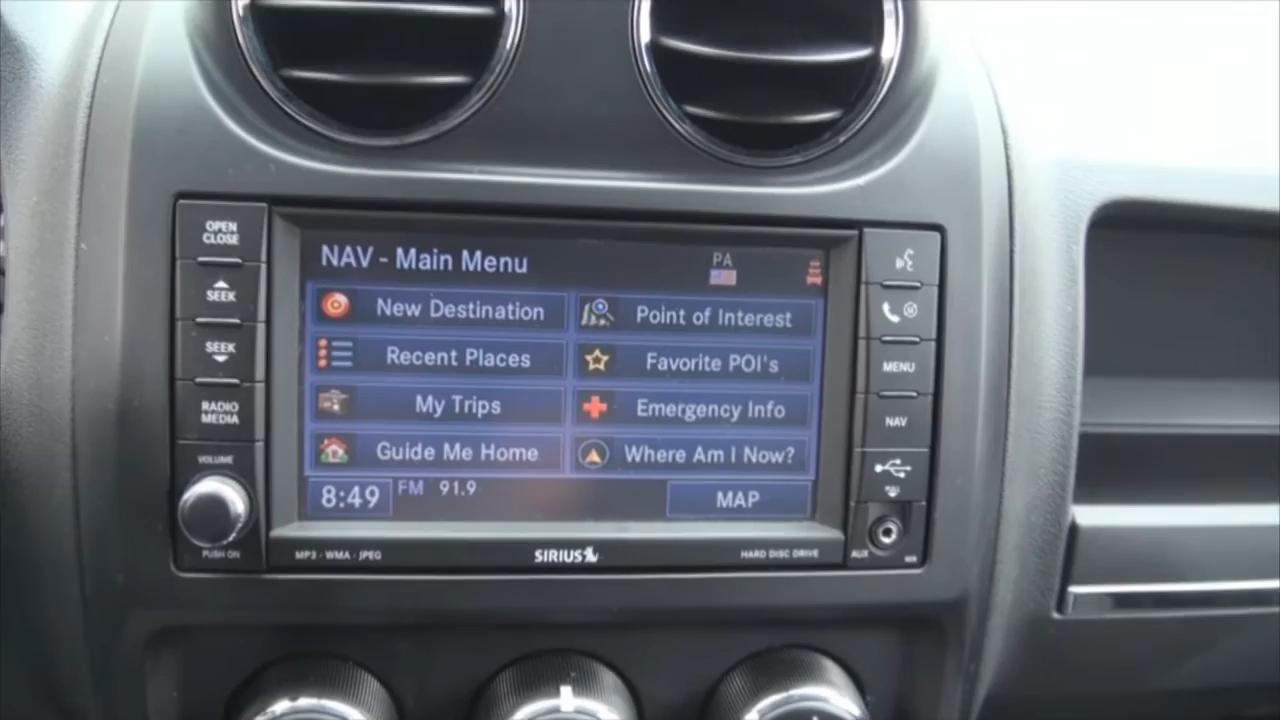 OPEN
CLOSE
SEEK
SEEK
RADIO
MEDIA
VOLUME
PUSH ON
NAV - Main Menu
PA
New Destination
Point of Interest
Recent Places
Favorite POI's
My Trips
Emergency Info
Guide Me Home
Where Am I Now?
8:49
FM 91.9
MAP
MP3 - WMA - JPEG
SIRIUS
HARD DISC DRIVE
MENU
NAV
PULL
AUX